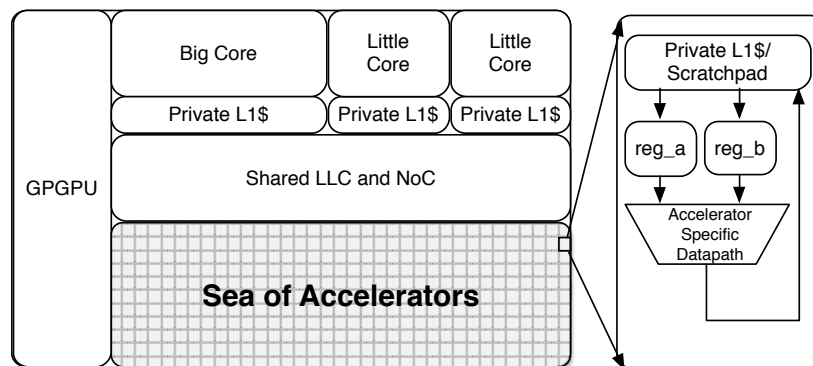 GPGPU
Big Core
Little
Core
Little
Core
Private L1$
Private L1$
Private L1$
Shared LLC and NoC
Sea of Accelerators
Private L1$/
Scratchpad
reg_a
reg_b
Accelerator
Specific
Datapath